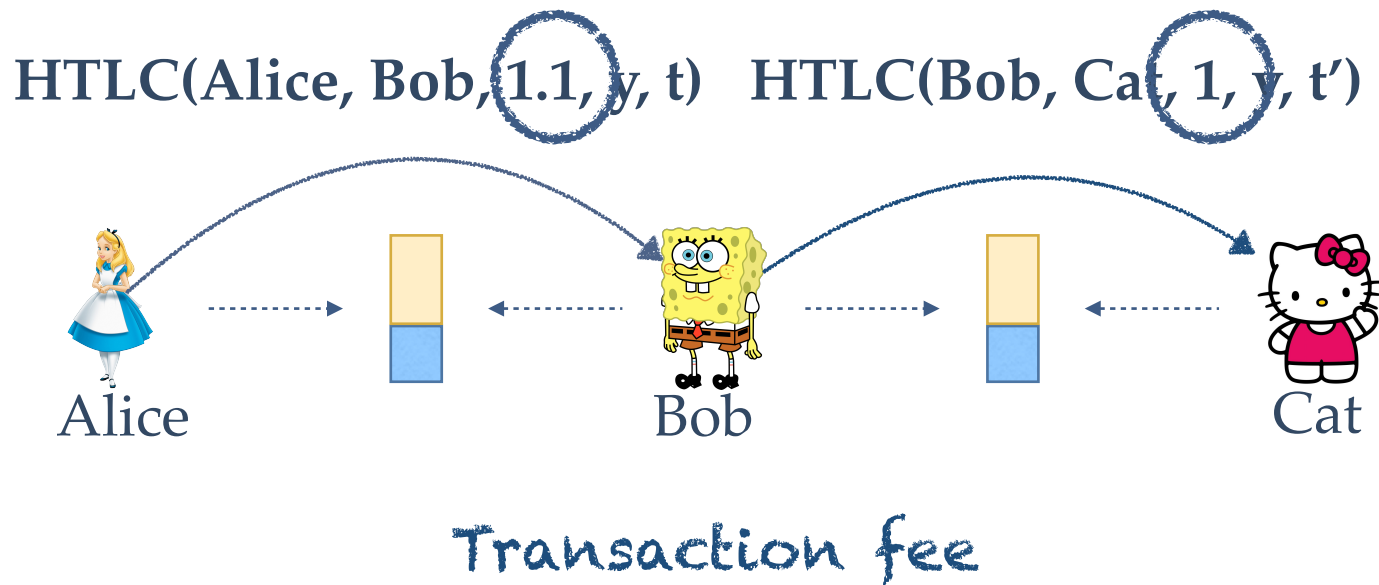 HTLC(Alice, Bob, 1.1, y, t) HTLC(Bob, Cat, 1, y, t')
Alice Bob Cat
Transaction fee